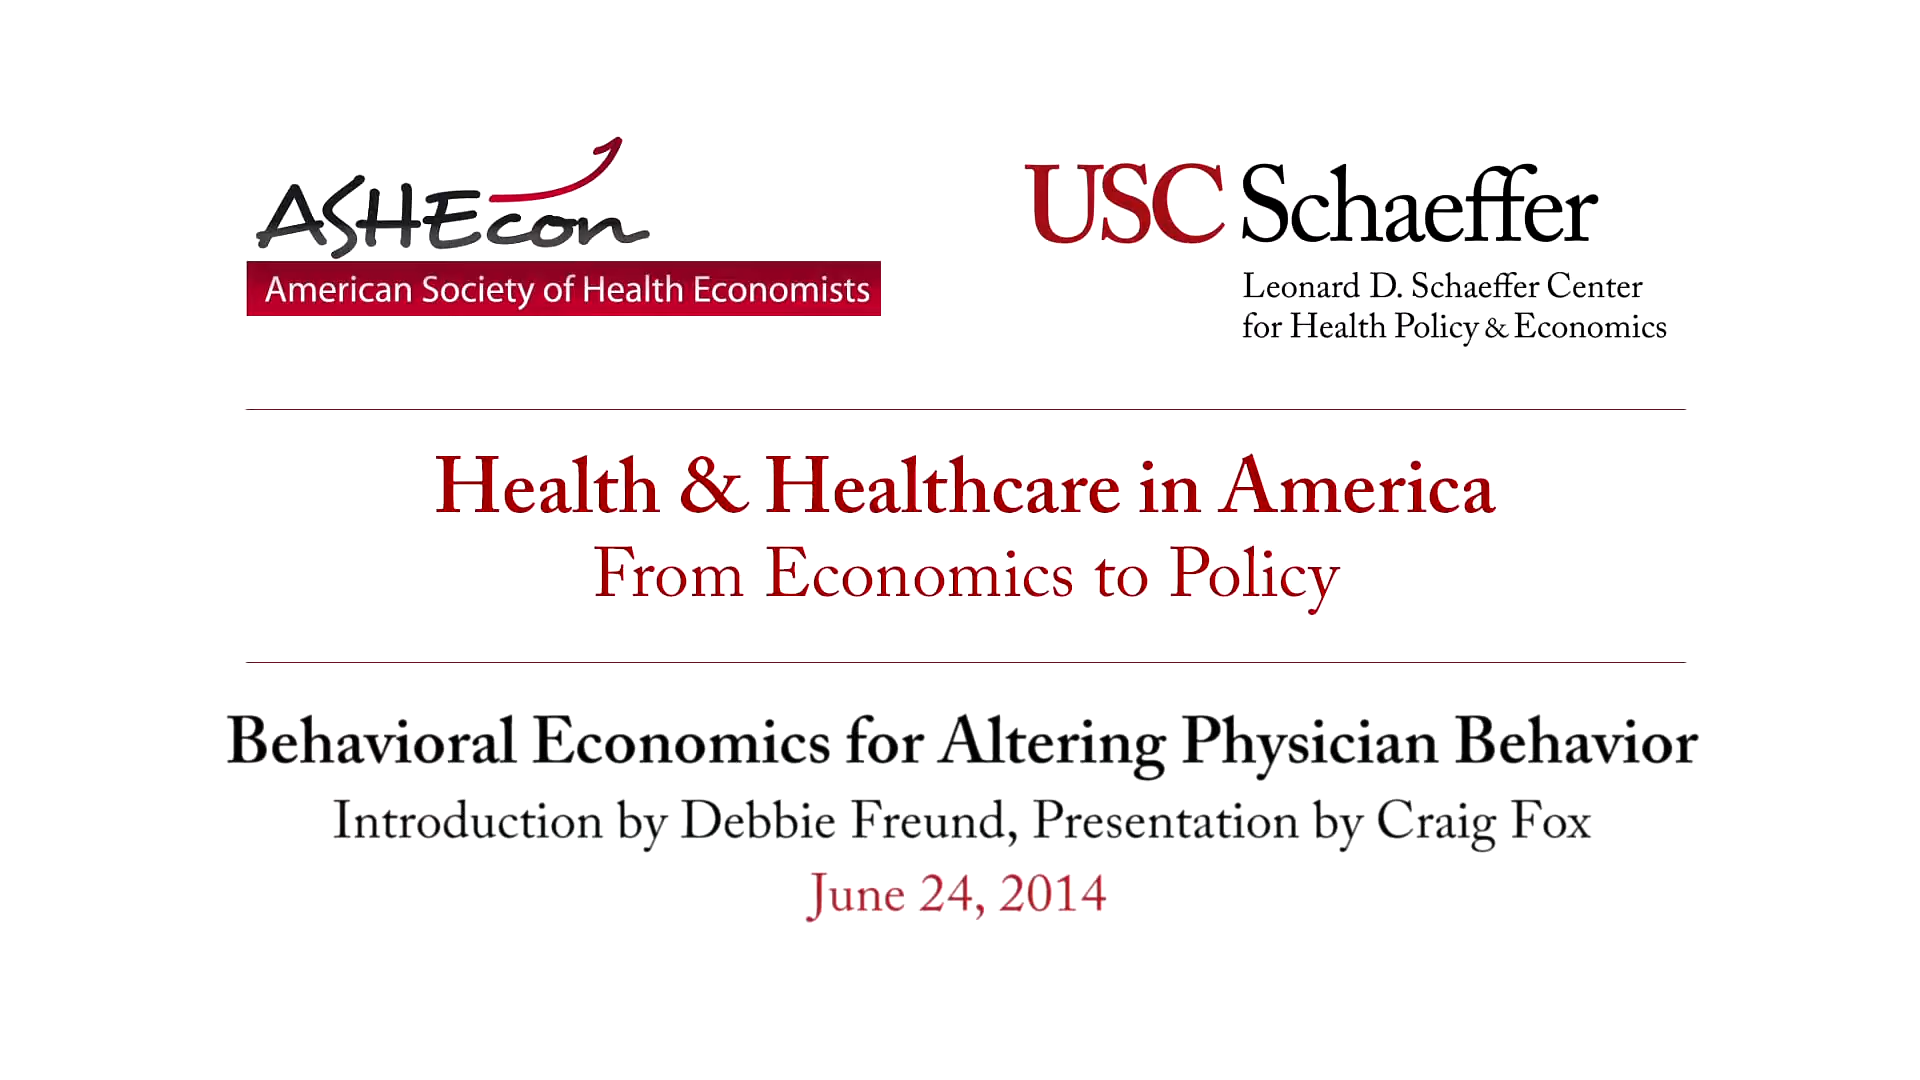 ASHEcon
American Society of Health Economists
USC Schaeffer
Leonard D. Schaeffer Center
for Health Policy & Economics
Health & Healthcare in America
From Economics to Policy
Behavioral Economics for Altering Physician Behavior
Introduction by Debbie Freund, Presentation by Craig Fox
June 24, 2014